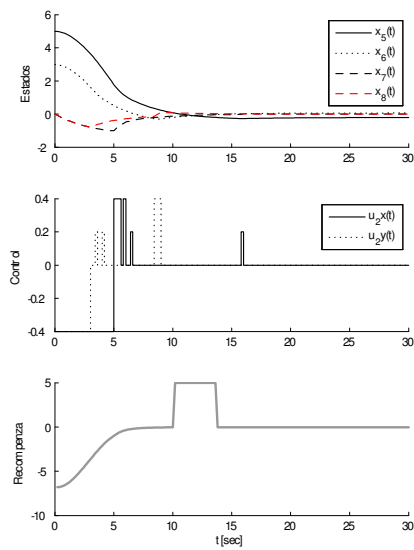 6
4
2
0
-2
Estados
x5(t)
x6(t)
x7(t)
x8(t)
0 5 10 15 20 25 30
0.4
0.2
0
0.2
0.4
Control
u2x(t)
u2y(t)
0 5 10 15 20 25 30
5
0
-5
-10
Recompenza
0 5 10 15 20 25 30
t [sec]